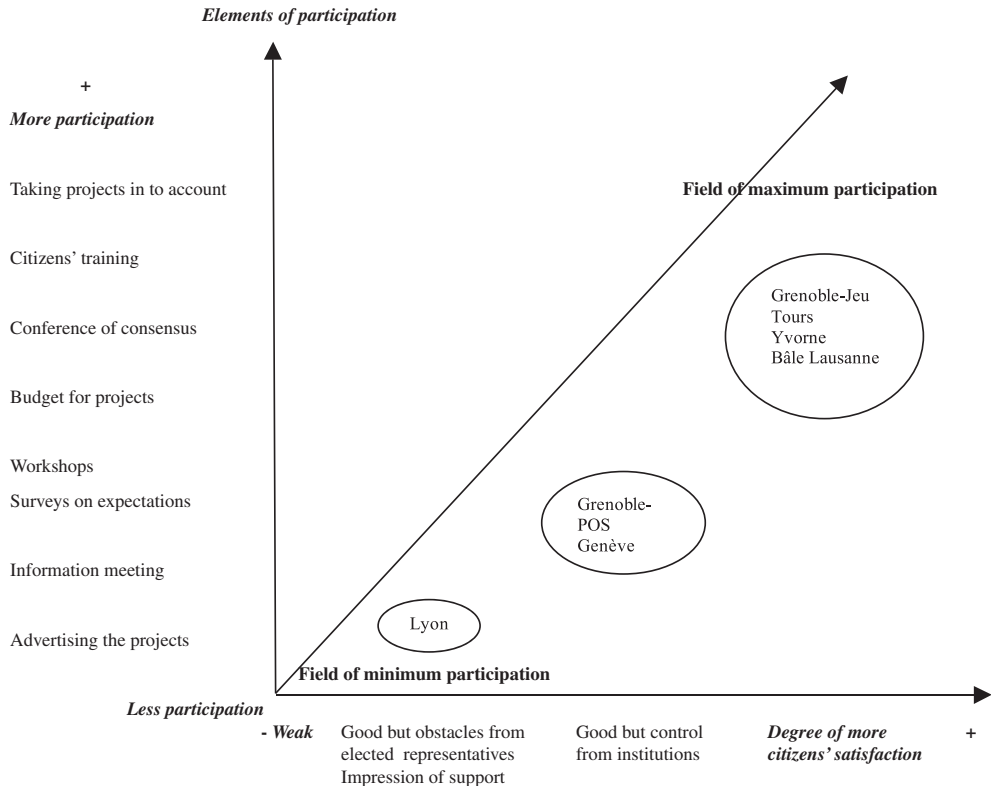 Elements of participation
+
More participation
Taking projects in to account
Field of maximum participation
Citizens' training
Grenoble-Jeu
Tours
Yvorne
Bâle Lausanne
Conference of consensus
Budget for projects
Workshops
Surveys on expectations
Grenoble-
POS
Genève
Information meeting
Lyon
Advertising the projects
Field of minimum participation
Less participation
- Weak
Good but obstacles from
elected representatives
Impression of support
Good but control
from institutions
Degree of more
citizens' satisfaction
+